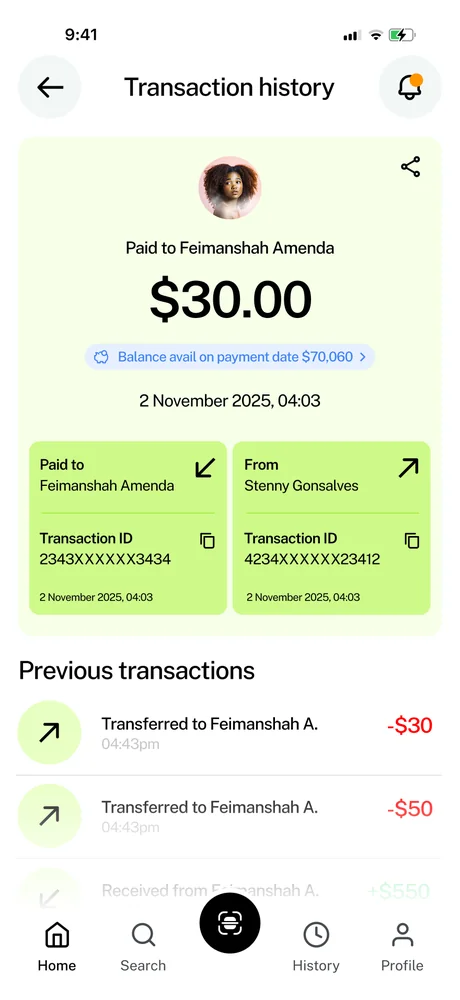 9:41
Transaction history
Paid to Feimanshah Amenda
$30.00
Balance avail on payment date $70,060
2 November 2025, 04:03
Paid to
Feimanshah Amenda
Transaction ID
2343XXXXXX3434
2 November 2025, 04:03
From
Stenny Gonsalves
Transaction ID
4234XXXXXX23412
2 November 2025, 04:03
Previous transactions
Transferred to Feimanshah A. -$30
04:43pm
Transferred to Feimanshah A. -$50
04:43pm
Received from Feimanshah A. +$550
Home Search History Profile